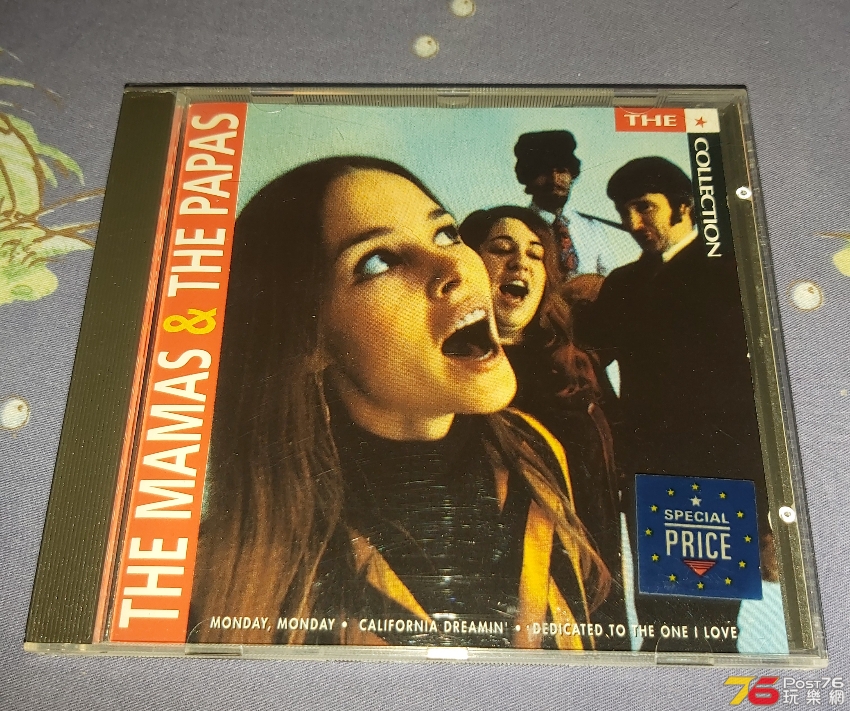 THE MAMAS & THE PAPAS
THE
COLLECTION
SPECIAL
PRICE
MONDAY, MONDAY • CALIFORNIA DREAMIN' • DEDICATED TO THE ONE I LOVE
76 POST76
玩樂網